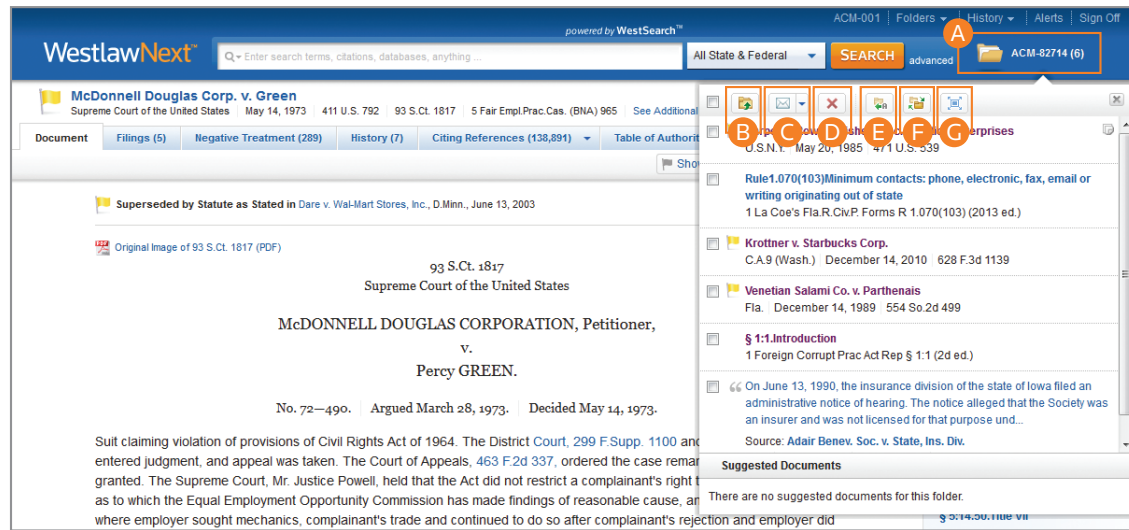 ACM-001 Folders History Alerts Sign Off
powered by WestSearch™
A
WestlawNext™
Enter search terms, citations, databases, anything ...
All State & Federal
SEARCH
advanced
ACM-82714 (6)
McDonnell Douglas Corp. v. Green
Supreme Court of the United States May 14, 1973 411 U.S. 792 93 S.Ct. 1817 5 Fair Empl.Prac.Cas. (BNA) 965 See Additional
Document Filings (5) Negative Treatment (289) History (7) Citing References (138,891) Table of Authorit
Sho
B C D E F G
erprises
U.S.N.Y. May 20, 1985 471 U.S. 539
Rule1.070(103)Minimum contacts: phone, electronic, fax, email or
writing originating out of state
1 La Coe's Fla.R.Civ.P. Forms R 1.070(103) (2013 ed.)
Krottner v. Starbucks Corp.
C.A.9 (Wash.) December 14, 2010 628 F.3d 1139
Venetian Salami Co. v. Parthenais
Fla. December 14, 1989 554 So.2d 499
§ 1:1.Introduction
1 Foreign Corrupt Prac Act Rep § 1:1 (2d ed.)
On June 13, 1990, the insurance division of the state of Iowa filed an
administrative notice of hearing. The notice alleged that the Society was
an insurer and was not licensed for that purpose und...
Source: Adair Benev. Soc. v. State, Ins. Div.
Suggested Documents
There are no suggested documents for this folder.
§ 5:14.50.Title VII
Superseded by Statute as Stated in Dare v. Wal-Mart Stores, Inc., D.Minn., June 13, 2003
Original Image of 93 S.Ct. 1817 (PDF)
93 S.Ct. 1817
Supreme Court of the United States
McDONNELL DOUGLAS CORPORATION, Petitioner,
v.
Percy GREEN.
No. 72—490. Argued March 28, 1973. Decided May 14, 1973.
Suit claiming violation of provisions of Civil Rights Act of 1964. The District Court, 299 F.Supp. 1100 and
entered judgment, and appeal was taken. The Court of Appeals, 463 F.2d 337, ordered the case remar
granted. The Supreme Court, Mr. Justice Powell, held that the Act did not restrict a complainant's right t
as to which the Equal Employment Opportunity Commission has made findings of reasonable cause, an
where employer sought mechanics, complainant's trade and continued to do so after complainant's rejection and employer did